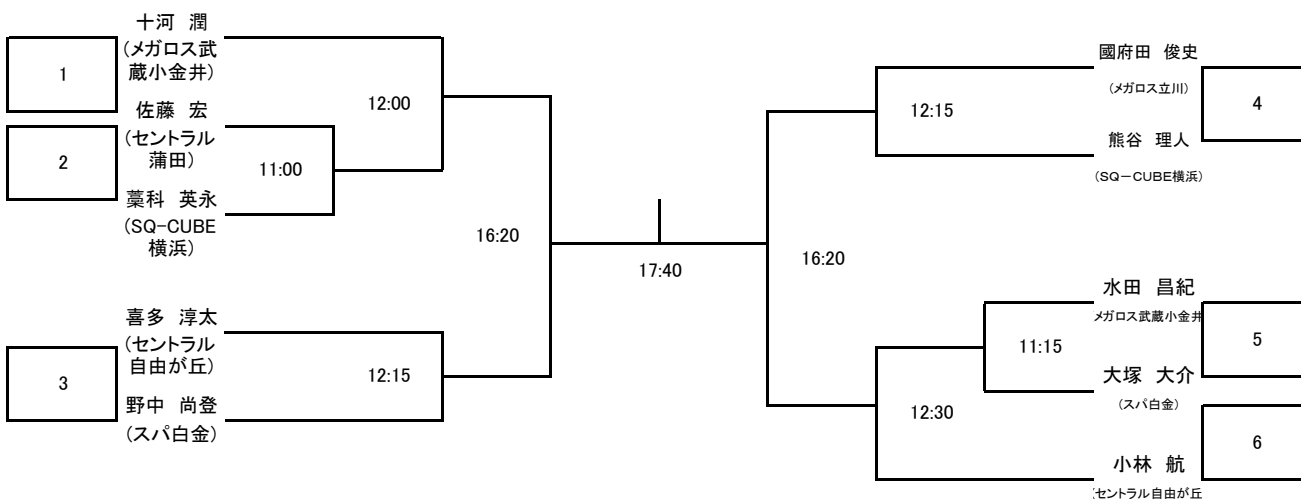 十河　潤
(メガロス武
蔵小金井)
1
佐藤　宏
(セントラル
蒲田)
2
藁科　英永
(SQ-CUBE
横浜)
12:00
11:00
16:20
喜多　淳太
(セントラル
自由が丘)
3
野中　尚登
(スパ白金)
12:15
17:40
國府田　俊史
(メガロス立川)
4
12:15
熊谷　理人
(SQ－CUBE横浜)
16:20
水田　昌紀
メガロス武蔵小金井
5
11:15
大塚　大介
(スパ白金)
12:30
6
小林　航
(セントラル自由が丘